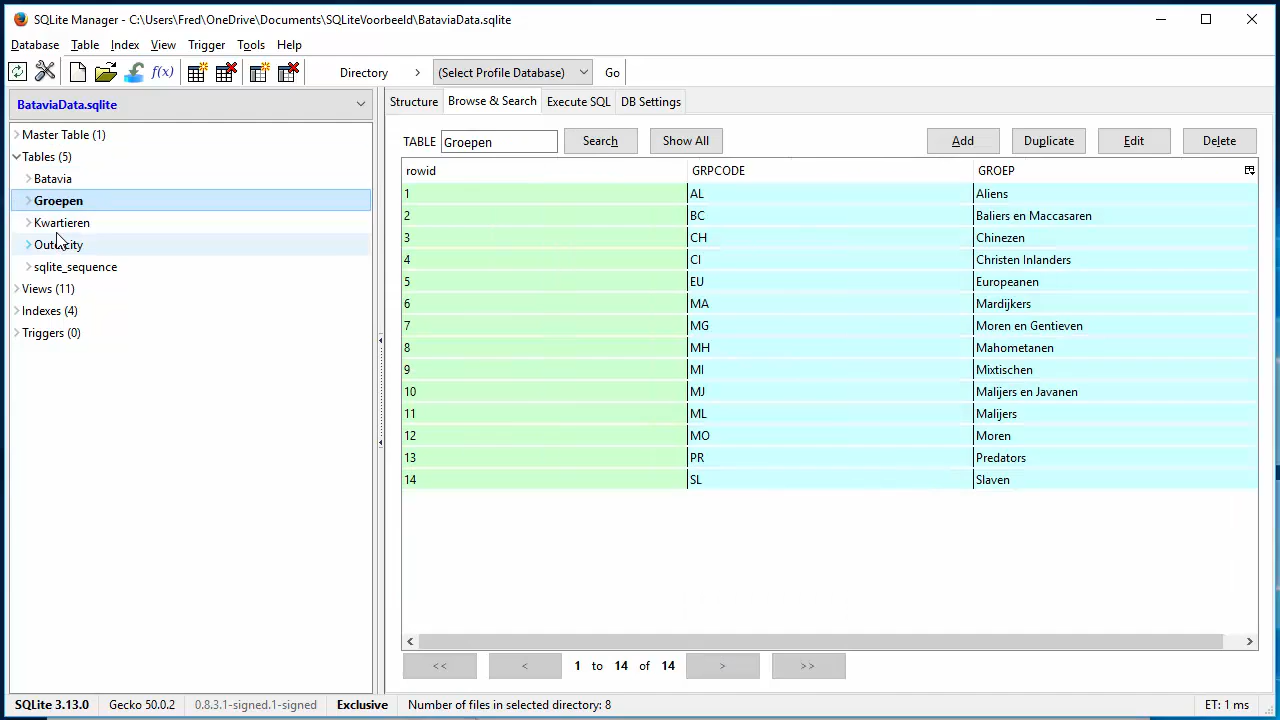 SQLite Manager - C:\Users\Fred\OneDrive\Documents\SQLiteVoorbeeld\BataviaData.sqlite
Database Table Index View Trigger Tools Help
f(x) Directory > (Select Profile Database) Go
BataviaData.sqlite
Structure Browse & Search Execute SQL DB Settings
Master Table (1)
Tables (5)
Batavia
Groepen
Kwartieren
sqlite_sequence
Views (11)
Indexes (4)
Triggers (0)
TABLE Groepen Search Show All Add Duplicate Edit Delete
rowid GRPCODE GROEP
1 AL Aliens
2 BC Baliers en Maccasaren
3 CH Chinezen
4 CI Christen Inlanders
5 EU Europeanen
6 MA Mardijkers
7 MG Moren en Gentieven
8 MH Mahometanen
9 MI Mixtischen
10 MJ Malijers en Javanen
11 ML Malijers
12 MO Moren
13 PR Predators
14 SL Slaven
<< < 1 to 14 of 14 > >>
SQLite 3.13.0 Gecko 50.0.2 0.8.3.1-signed.1-signed Exclusive Number of files in selected directory: 8 ET: 1 ms